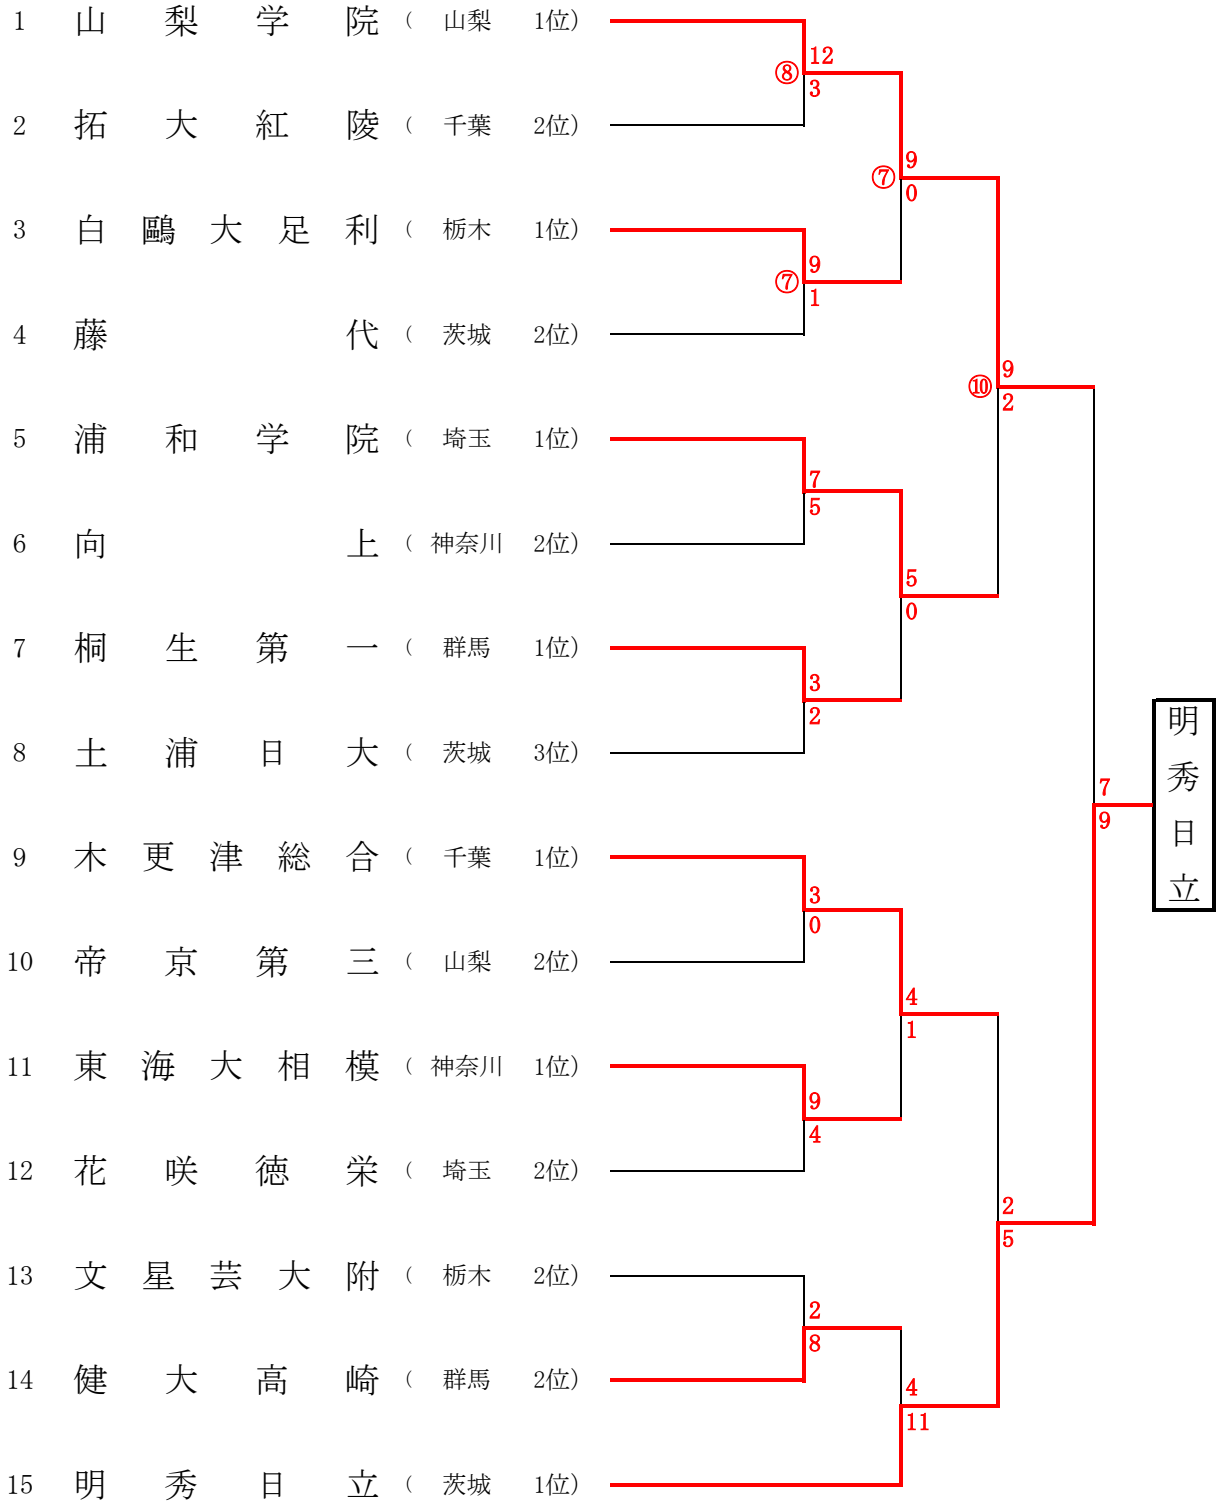 1 山梨学院 （ 山梨 1位）
12
⑧
3
2 拓大紅陵 （ 千葉 2位）
9
⑦
0
3 白鷗大足利 （ 栃木 1位）
9
⑦
1
4 藤代 （ 茨城 2位）
9
⑩
2
5 浦和学院 （ 埼玉 1位）
7
5
6 向上 （ 神奈川 2位）
5
0
7 桐生第一 （ 群馬 1位）
3
2
8 土浦日大 （ 茨城 3位）
明秀日立
7
9
9 木更津総合 （ 千葉 1位）
3
0
10 帝京第三 （ 山梨 2位）
4
1
11 東海大相模 （ 神奈川 1位）
9
4
12 花咲徳栄 （ 埼玉 2位）
2
5
13 文星芸大附 （ 栃木 2位）
2
8
14 健大高崎 （ 群馬 2位）
4
11
15 明秀日立 （ 茨城 1位）